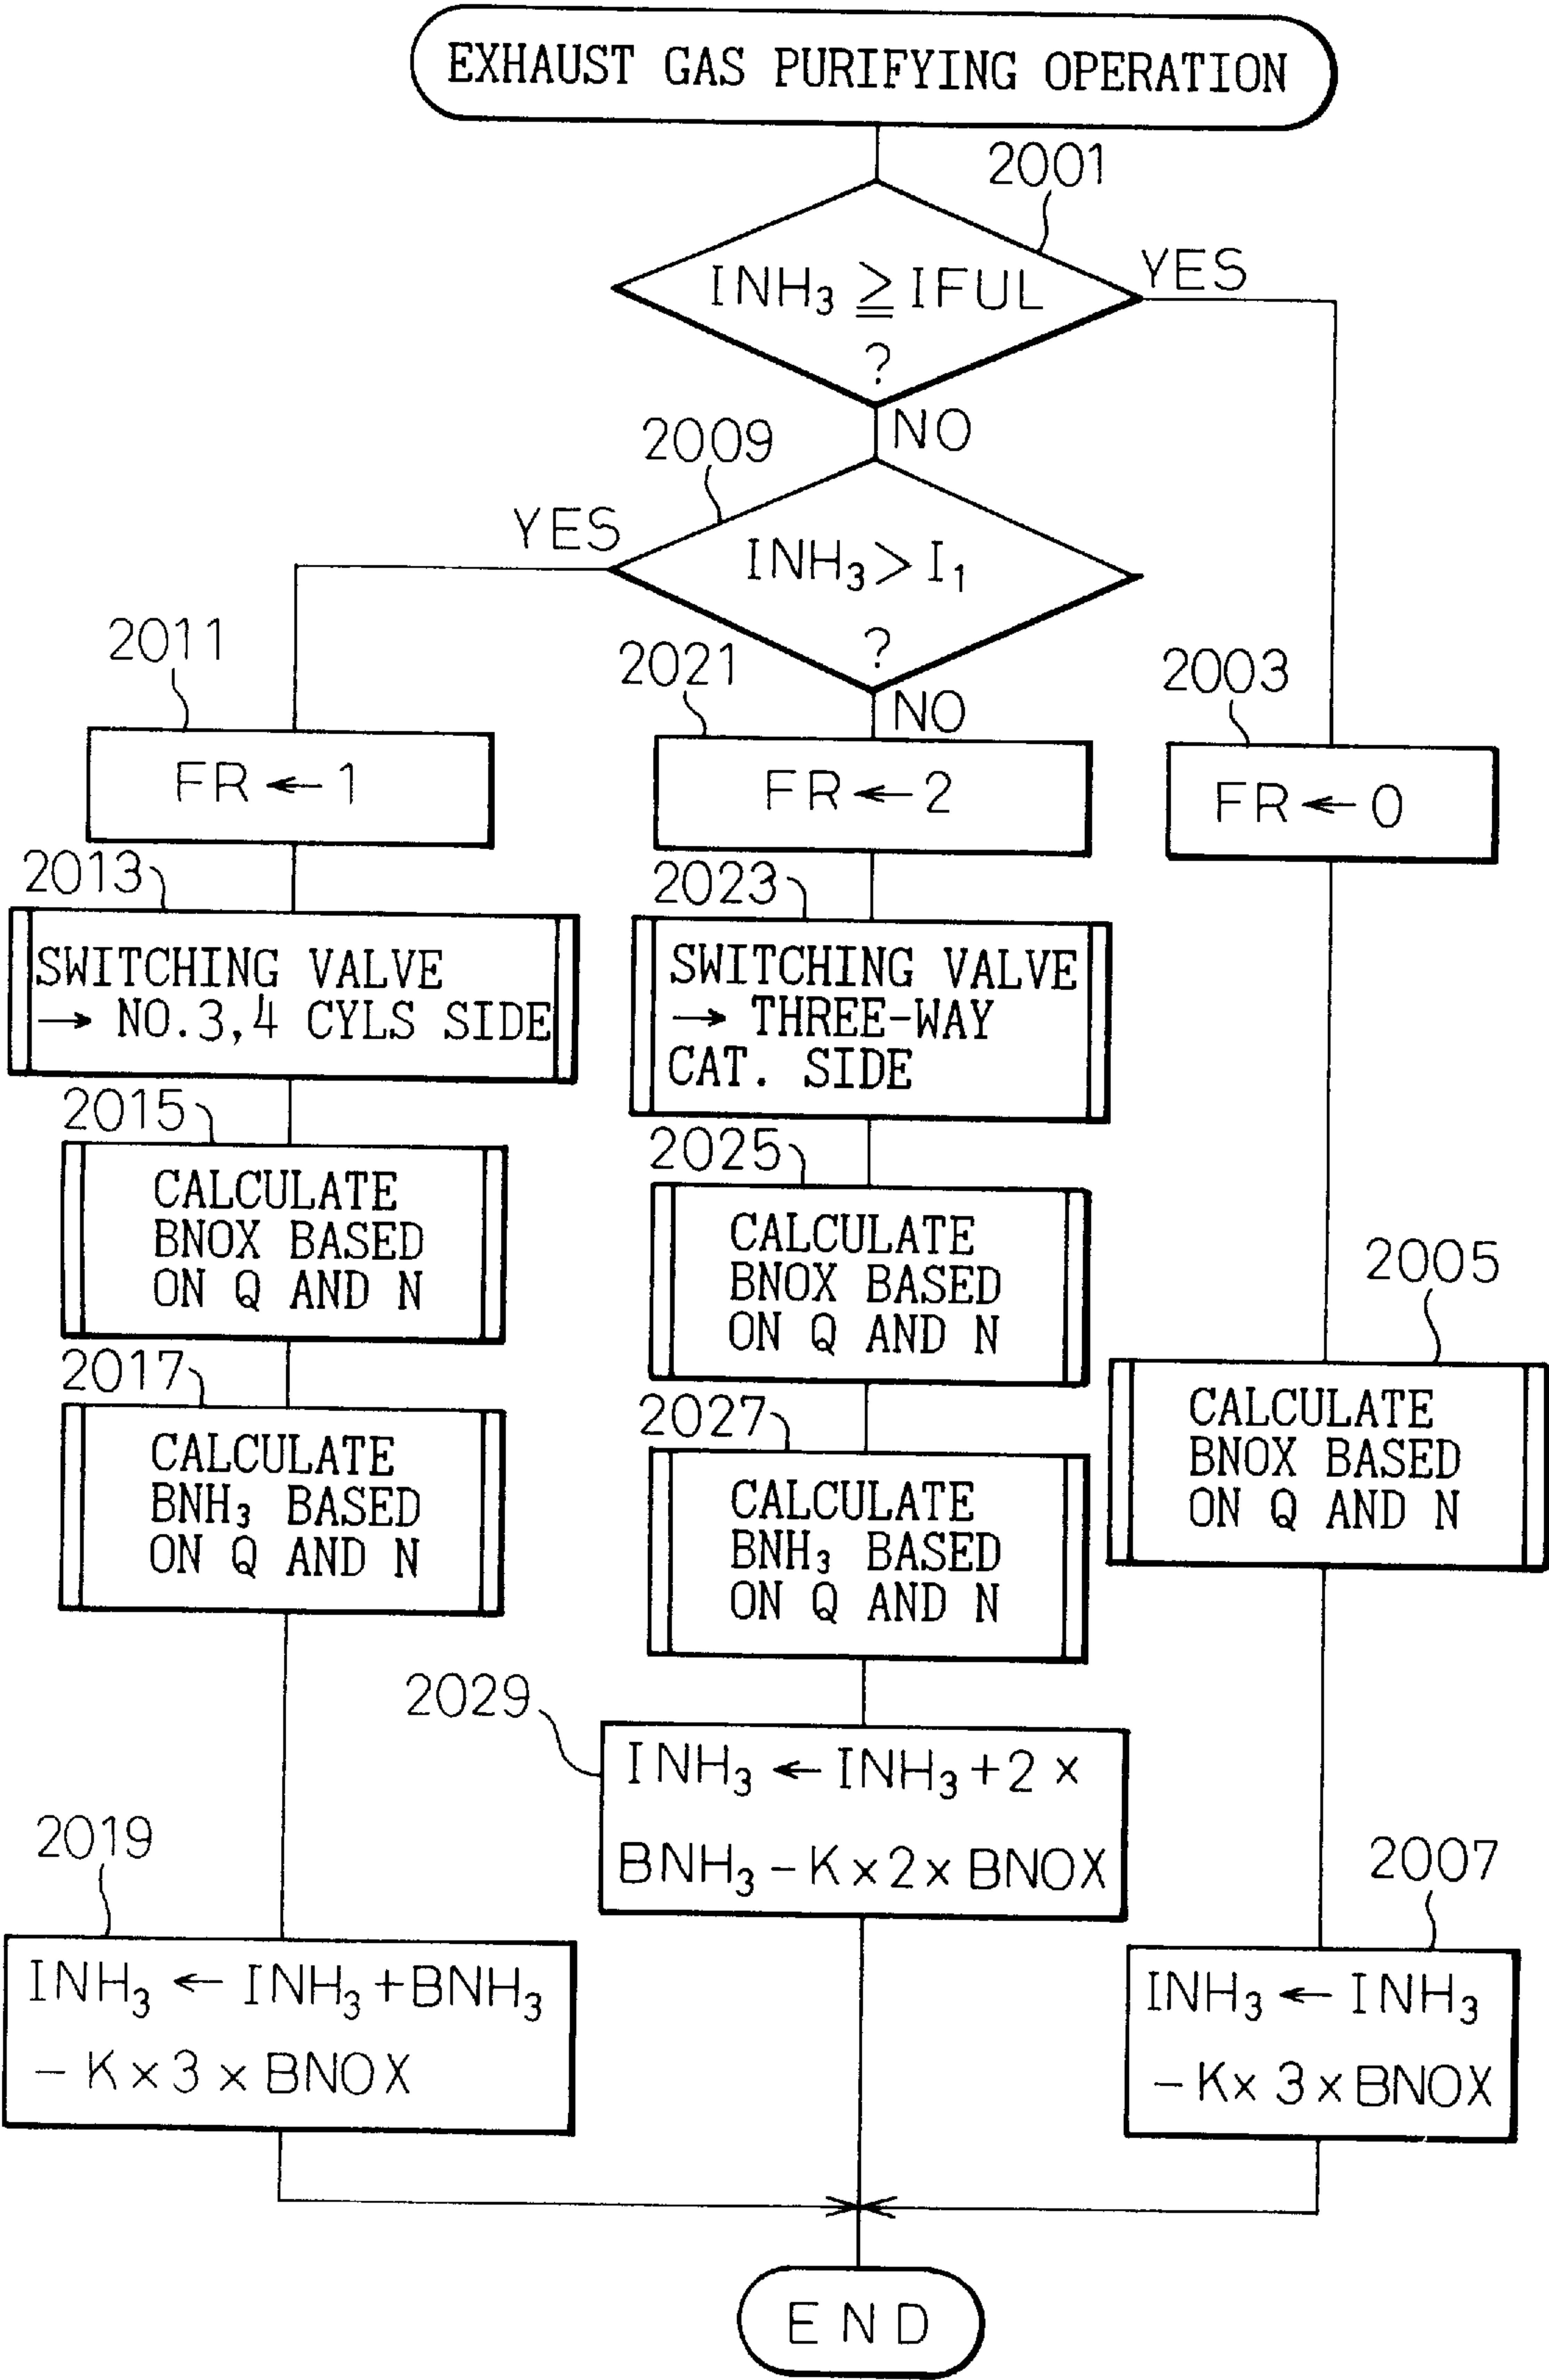 EXHAUST GAS PURIFYING OPERATION
2001
INH₃ ≧ IFUL
?
YES
NO
2009
INH₃ > I₁
?
YES
NO
2011
FR ← 1
2013
SWITCHING VALVE
→ NO.3,4 CYLS SIDE
2015
CALCULATE
BNOX BASED
ON Q AND N
2017
CALCULATE
BNH₃ BASED
ON Q AND N
2019
INH₃ ← INH₃ + BNH₃
– K × 3 × BNOX
2021
FR ← 2
2023
SWITCHING VALVE
→ THREE-WAY
CAT. SIDE
2025
CALCULATE
BNOX BASED
ON Q AND N
2027
CALCULATE
BNH₃ BASED
ON Q AND N
2029
INH₃ ← INH₃ + 2 ×
BNH₃ – K × 2 × BNOX
2003
FR ← 0
2005
CALCULATE
BNOX BASED
ON Q AND N
2007
INH₃ ← INH₃
– K × 3 × BNOX
END